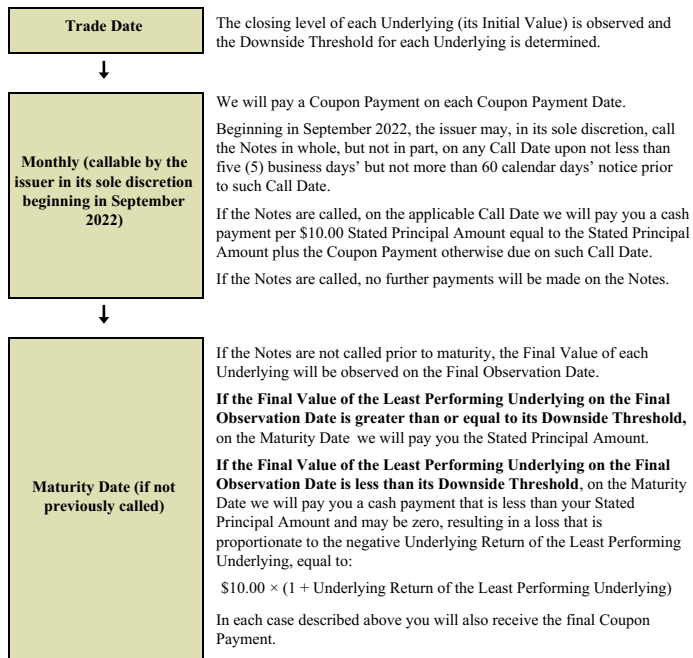 Trade Date
The closing level of each Underlying (its Initial Value) is observed and
the Downside Threshold for each Underlying is determined.
Monthly (callable by the
issuer in its sole discretion
beginning in September
2022)
We will pay a Coupon Payment on each Coupon Payment Date.
Beginning in September 2022, the issuer may, in its sole discretion, call
the Notes in whole, but not in part, on any Call Date upon not less than
five (5) business days’ but not more than 60 calendar days’ notice prior
to such Call Date.
If the Notes are called, on the applicable Call Date we will pay you a cash
payment per $10.00 Stated Principal Amount equal to the Stated Principal
Amount plus the Coupon Payment otherwise due on such Call Date.
If the Notes are called, no further payments will be made on the Notes.
Maturity Date (if not
previously called)
If the Notes are not called prior to maturity, the Final Value of each
Underlying will be observed on the Final Observation Date.
If the Final Value of the Least Performing Underlying on the Final
Observation Date is greater than or equal to its Downside Threshold,
on the Maturity Date we will pay you the Stated Principal Amount.
If the Final Value of the Least Performing Underlying on the Final
Observation Date is less than its Downside Threshold, on the Maturity
Date we will pay you a cash payment that is less than your Stated
Principal Amount and may be zero, resulting in a loss that is
proportionate to the negative Underlying Return of the Least Performing
Underlying, equal to:
$10.00 × (1 + Underlying Return of the Least Performing Underlying)
In each case described above you will also receive the final Coupon
Payment.